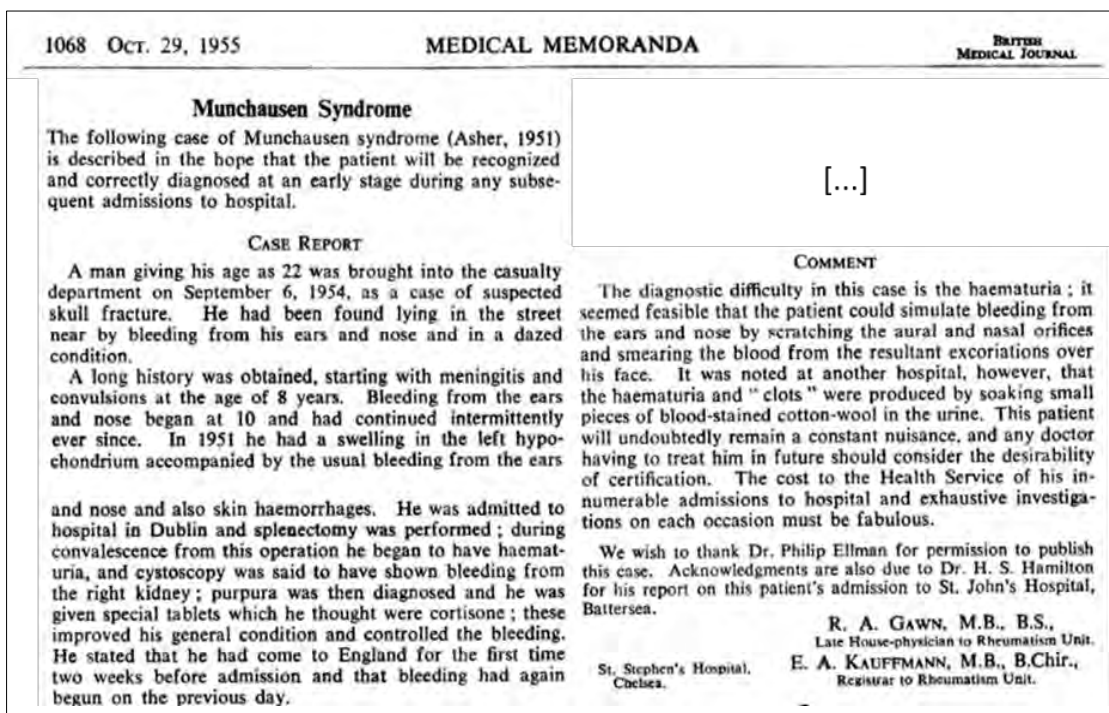 1068 OCT. 29, 1955
MEDICAL MEMORANDA
BRITISH
MEDICAL JOURNAL
Munchausen Syndrome
The following case of Munchausen syndrome (Asher, 1951)
is described in the hope that the patient will be recognized
and correctly diagnosed at an early stage during any subse-
quent admissions to hospital.
CASE REPORT
A man giving his age as 22 was brought into the casualty
department on September 6, 1954, as a case of suspected
skull fracture. He had been found lying in the street
near by bleeding from his ears and nose and in a dazed
condition.
A long history was obtained, starting with meningitis and
convulsions at the age of 8 years. Bleeding from the ears
and nose began at 10 and had continued intermittently
ever since. In 1951 he had a swelling in the left hypo-
chondrium accompanied by the usual bleeding from the ears
and nose and also skin haemorrhages. He was admitted to
hospital in Dublin and splenectomy was performed; during
convalescence from this operation he began to have haemat-
uria, and cystoscopy was said to have shown bleeding from
the right kidney; purpura was then diagnosed and he was
given special tablets which he thought were cortisone; these
improved his general condition and controlled the bleeding.
He stated that he had come to England for the first time
two weeks before admission and that bleeding had again
begun on the previous day.
[...]
COMMENT
The diagnostic difficulty in this case is the haematuria; it
seemed feasible that the patient could simulate bleeding from
the ears and nose by scratching the aural and nasal orifices
and smearing the blood from the resultant excoriations over
his face. It was noted at another hospital, however, that
the haematuria and "clots" were produced by soaking small
pieces of blood-stained cotton-wool in the urine. This patient
will undoubtedly remain a constant nuisance, and any doctor
having to treat him in future should consider the desirability
of certification. The cost to the Health Service of his in-
numerable admissions to hospital and exhaustive investiga-
tions on each occasion must be fabulous.
We wish to thank Dr. Philip Ellman for permission to publish
this case. Acknowledgments are also due to Dr. H. S. Hamilton
for his report on this patient's admission to St. John's Hospital,
Battersea.
R. A. GAWN, M.B., B.S.,
Late House-physician to Rheumatism Unit.
E. A. KAUFFMANN, M.B., B.Chir.,
Registrar to Rheumatism Unit.
St. Stephen's Hospital,
Chelsea.